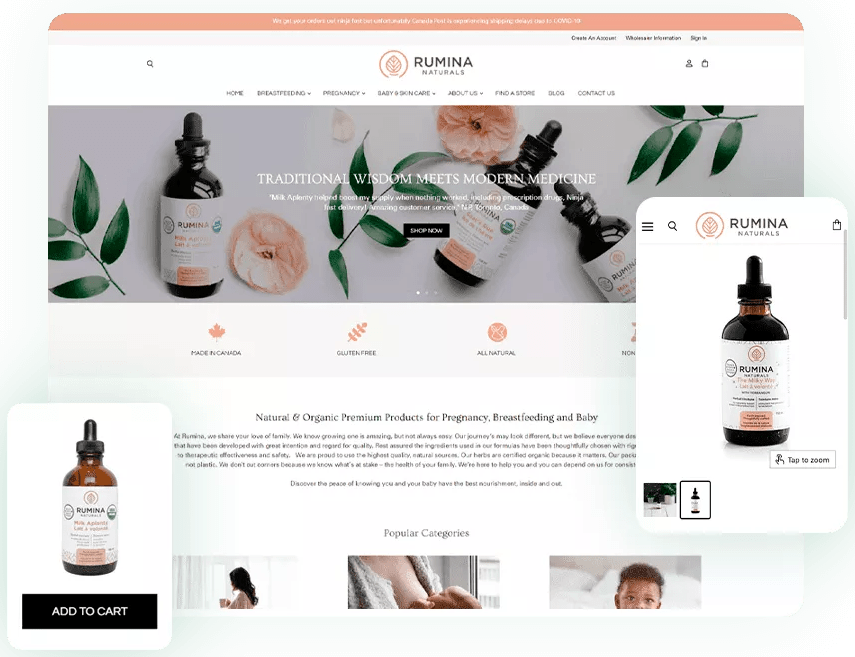 We get your orders out ninja fast but unfortunately Canada Post is experiencing shipping delays due to COVID-19
Create An Account Wholesaler Information Sign In
RUMINA
NATURALS
HOME BREASTFEEDING PREGNANCY BABY & SKIN CARE ABOUT US FIND A STORE BLOG CONTACT US
TRADITIONAL WISDOM MEETS MODERN MEDICINE
"Milk Aplenty helped boost my supply when nothing worked, including prescription drugs, Ninja
fast delivery! Amazing customer service." N.P. Toronto, Canada
SHOP NOW
RUMINA
NATURALS
Milk Aplenty
Lait à volonté
RUMINA
MADE IN CANADA
GLUTEN FREE
ALL NATURAL
NON
Natural & Organic Premium Products for Pregnancy, Breastfeeding and Baby
At Rumina, we share your love of family. We know growing one is amazing, but not always easy. Our journey's may look different, but we believe everyone des
that have been developed with great intention and regard for quality. Rest assured the ingredients used in our formulas have been thoughtfully chosen with rig
to therapeutic effectiveness and safety. We are proud to use the highest quality, natural sources. Our herbs are certified organic because it matters. Our packa
not plastic. We don't cut corners because we know what's at stake – the health of your family. We're here to help you and you can depend on us for consist
Discover the peace of knowing you and your baby have the best nourishment, inside and out.
Popular Categories
RUMINA
NATURALS
RUMINA
NATURALS
The Milky Way
Lait à volonté
Tap to zoom
RUMINA
NATURALS
Milk Aplenty
Lait à volonté
ADD TO CART